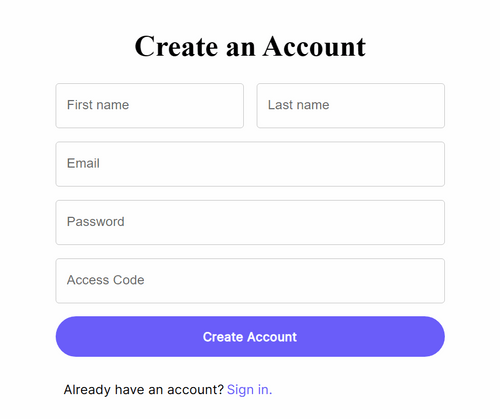 Create an Account
First name Last name
Email
Password
Access Code
Create Account
Already have an account? Sign in.